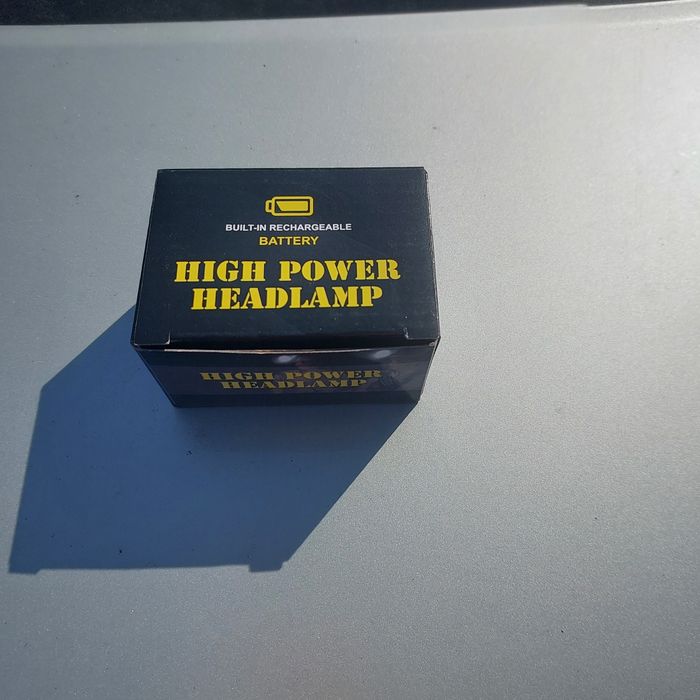 BUILT-IN RECHARGEABLE
BATTERY
HIGH POWER
HEADLAMP
HIGH POWER
HEADLAMP